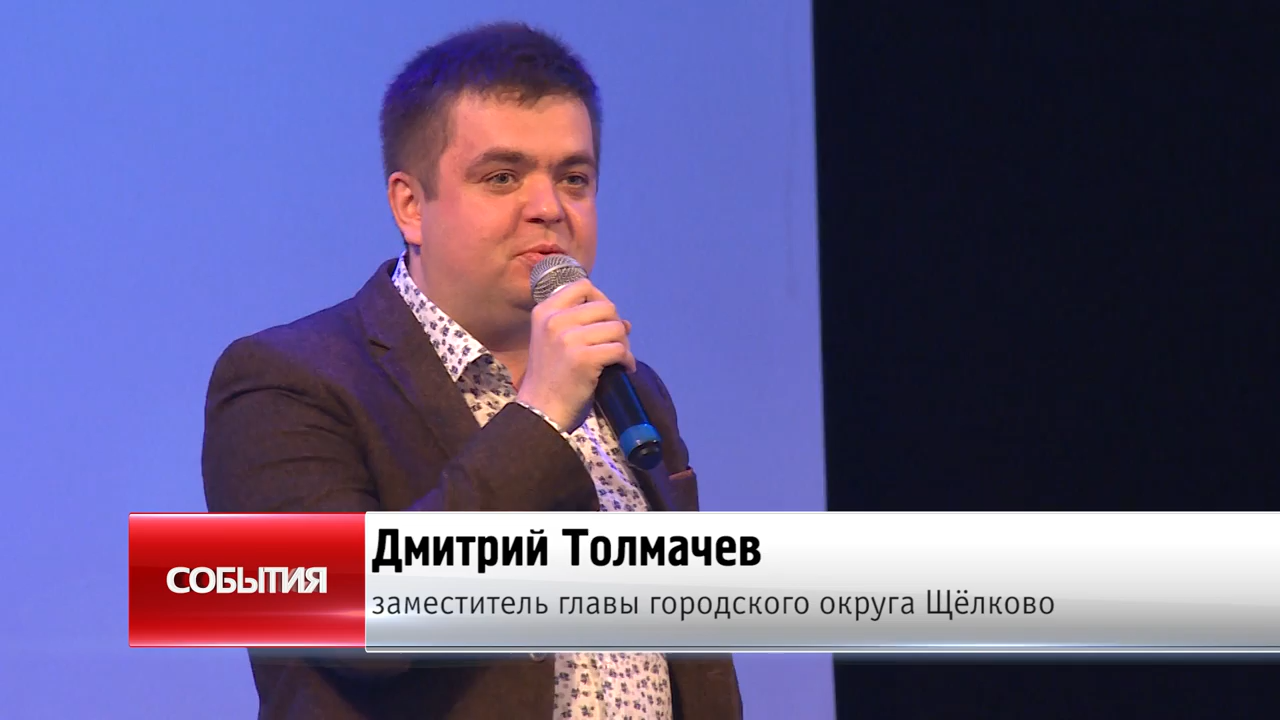 Дмитрий Толмачев
СОБЫТИЯ
заместитель главы городского округа Щёлково